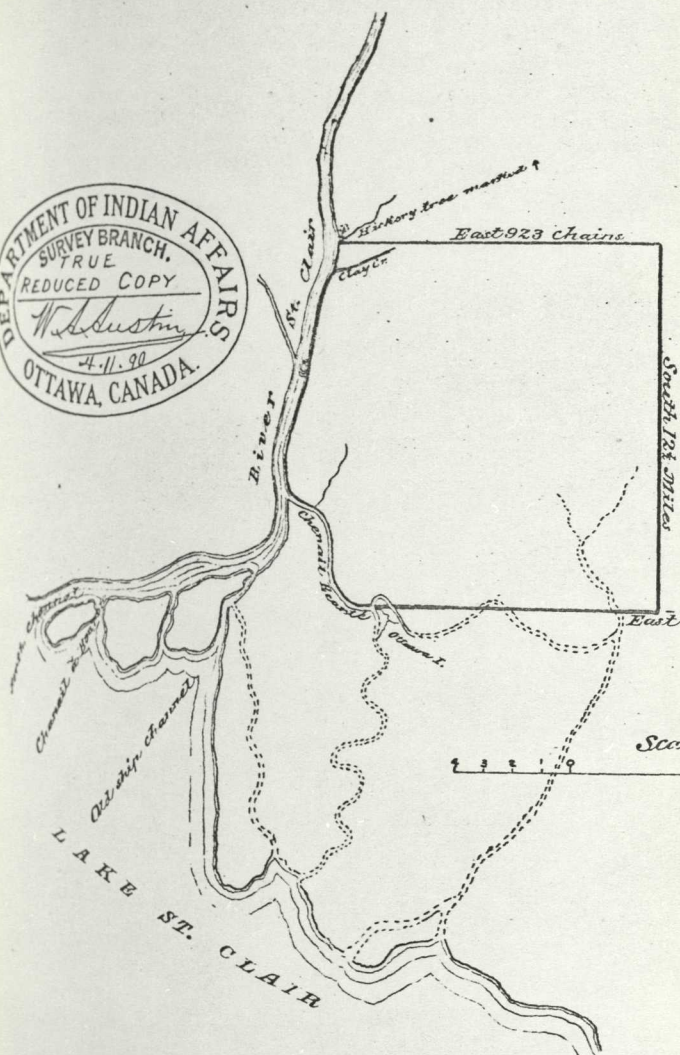 DEPARTMENT OF INDIAN AFFAIRS
SURVEY BRANCH.
TRUE
REDUCED COPY
W. A. Austin
4.11.90
OTTAWA, CANADA.
Hickory tree marked
East 923 chains
Clay Cr.
River St. Clair
South 12½ Miles
Chenail Ecarté
East
Channel
Chenail
Old ship channel
4 3 2 1 0
LAKE ST. CLAIR